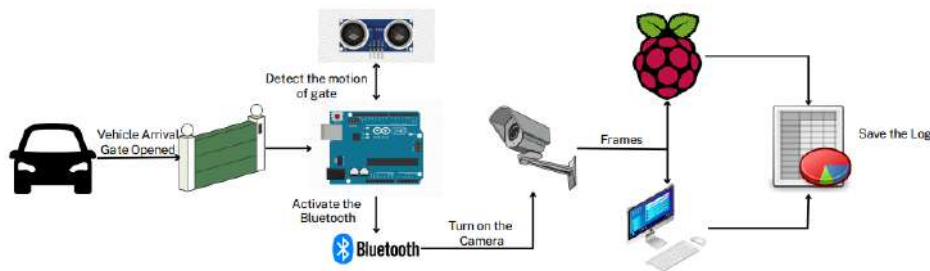 Detect the motion
of gate
Vehicle Arrival
Gate Opened
Frames
Save the Log
Activate the
Bluetooth
Bluetooth
Turn on the
Camera